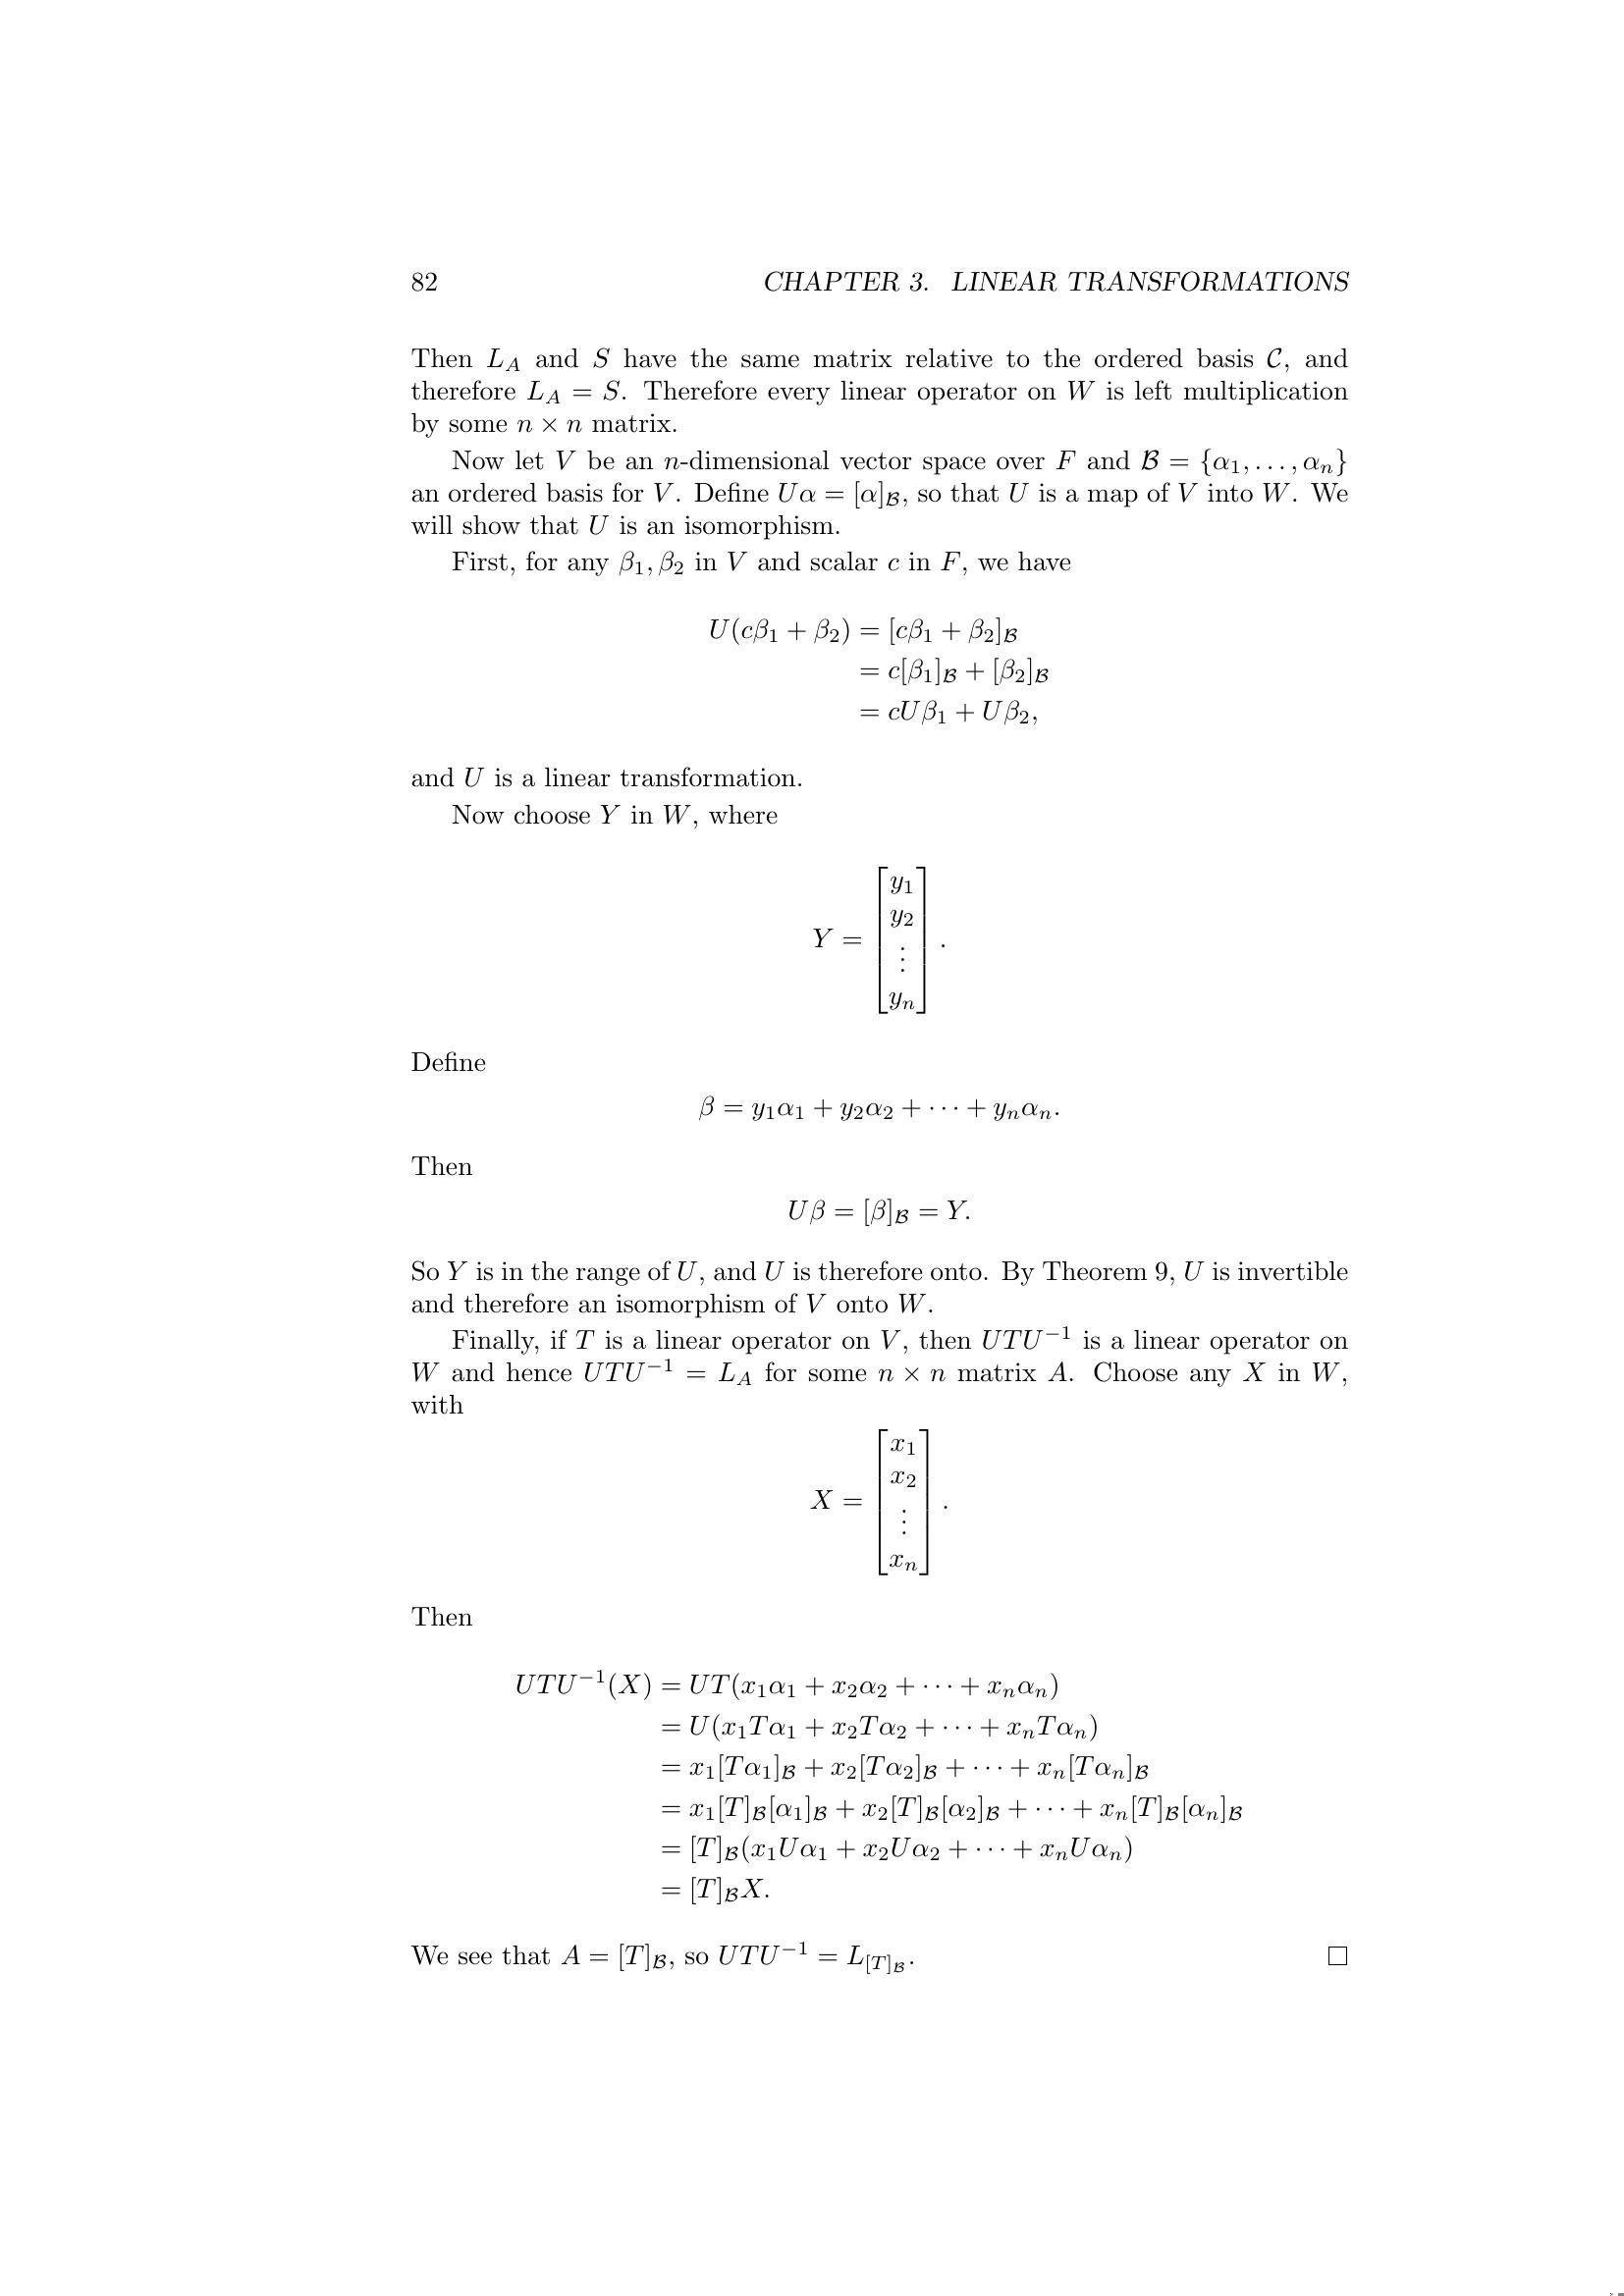 82 CHAPTER 3. LINEAR TRANSFORMATIONS
Then $L_A$ and $S$ have the same matrix relative to the ordered basis $\mathcal{C}$, and
therefore $L_A = S$. Therefore every linear operator on $W$ is left multiplication
by some $n \times n$ matrix.
Now let $V$ be an $n$-dimensional vector space over $F$ and $\mathcal{B} = \{\alpha_1, \ldots, \alpha_n\}$
an ordered basis for $V$. Define $U\alpha = [\alpha]_\mathcal{B}$, so that $U$ is a map of $V$ into $W$. We
will show that $U$ is an isomorphism.
First, for any $\beta_1, \beta_2$ in $V$ and scalar $c$ in $F$, we have
$U(c\beta_1 + \beta_2) = [c\beta_1 + \beta_2]_\mathcal{B}$
$= c[\beta_1]_\mathcal{B} + [\beta_2]_\mathcal{B}$
$= cU\beta_1 + U\beta_2,$
and $U$ is a linear transformation.
Now choose $Y$ in $W$, where
$Y = \begin{bmatrix} y_1 \\ y_2 \\ \vdots \\ y_n \end{bmatrix}.$
Define
$\beta = y_1\alpha_1 + y_2\alpha_2 + \cdots + y_n\alpha_n.$
Then
$U\beta = [\beta]_\mathcal{B} = Y.$
So $Y$ is in the range of $U$, and $U$ is therefore onto. By Theorem 9, $U$ is invertible
and therefore an isomorphism of $V$ onto $W$.
Finally, if $T$ is a linear operator on $V$, then $UTU^{-1}$ is a linear operator on
$W$ and hence $UTU^{-1} = L_A$ for some $n \times n$ matrix $A$. Choose any $X$ in $W$,
with
$X = \begin{bmatrix} x_1 \\ x_2 \\ \vdots \\ x_n \end{bmatrix}.$
Then
$UTU^{-1}(X) = UT(x_1\alpha_1 + x_2\alpha_2 + \cdots + x_n\alpha_n)$
$= U(x_1T\alpha_1 + x_2T\alpha_2 + \cdots + x_nT\alpha_n)$
$= x_1[T\alpha_1]_\mathcal{B} + x_2[T\alpha_2]_\mathcal{B} + \cdots + x_n[T\alpha_n]_\mathcal{B}$
$= x_1[T]_\mathcal{B}[\alpha_1]_\mathcal{B} + x_2[T]_\mathcal{B}[\alpha_2]_\mathcal{B} + \cdots + x_n[T]_\mathcal{B}[\alpha_n]_\mathcal{B}$
$= [T]_\mathcal{B}(x_1U\alpha_1 + x_2U\alpha_2 + \cdots + x_nU\alpha_n)$
$= [T]_\mathcal{B}X.$
We see that $A = [T]_\mathcal{B}$, so $UTU^{-1} = L_{[T]_\mathcal{B}}$. □